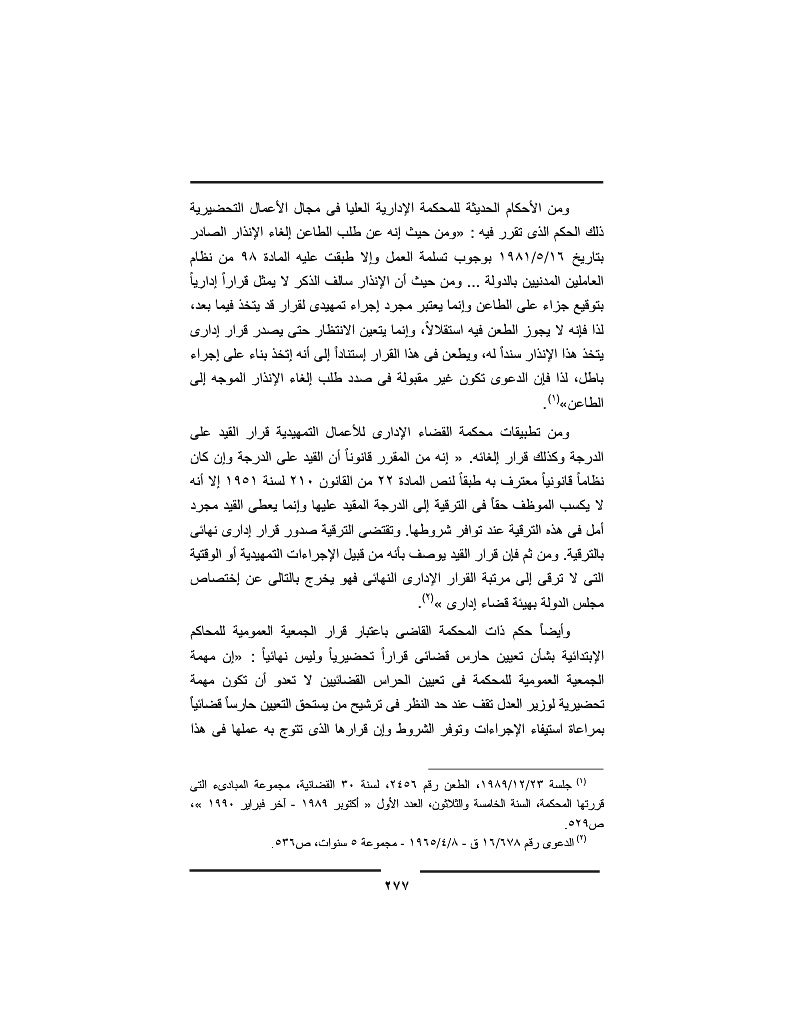 ومن الأحكام الحديثة للمحكمة الإدارية العليا فى مجال الأعمال التحضيرية
ذلك الحكم الذى تقرر فيه : «ومن حيث إنه عن طلب الطاعن إلغاء الإنذار الصادر
بتاريخ ١٩٨١/٥/١٦ بوجوب تسلمة العمل وإلا طبقت عليه المادة ٩٨ من نظام
العاملين المدنيين بالدولة ... ومن حيث أن الإنذار سالف الذكر لا يمثل قراراً إدارياً
بتوقيع جزاء على الطاعن وإنما يعتبر مجرد إجراء تمهيدى لقرار قد يتخذ فيما بعد،
لذا فإنه لا يجوز الطعن فيه استقلالاً، وإنما يتعين الانتظار حتى يصدر قرار إدارى
يتخذ هذا الإنذار سنداً له، ويطعن فى هذا القرار إستناداً إلى أنه إتخذ بناء على إجراء
باطل، لذا فإن الدعوى تكون غير مقبولة فى صدد طلب إلغاء الإنذار الموجه إلى
الطاعن»(١).
ومن تطبيقات محكمة القضاء الإدارى للأعمال التمهيدية قرار القيد على
الدرجة وكذلك قرار إلغائه. « إنه من المقرر قانوناً أن القيد على الدرجة وإن كان
نظاماً قانونياً معترف به طبقاً لنص المادة ٢٢ من القانون ٢١٠ لسنة ١٩٥١ إلا أنه
لا يكسب الموظف حقاً فى الترقية إلى الدرجة المقيد عليها وإنما يعطى القيد مجرد
أمل فى هذه الترقية عند توافر شروطها. وتقتضى الترقية صدور قرار إدارى نهائى
بالترقية. ومن ثم فإن قرار القيد يوصف بأنه من قبيل الإجراءات التمهيدية أو الوقتية
التى لا ترقى إلى مرتبة القرار الإدارى النهائى فهو يخرج بالتالى عن إختصاص
مجلس الدولة بهيئة قضاء إدارى »(٢).
وأيضاً حكم ذات المحكمة القاضى باعتبار قرار الجمعية العمومية للمحاكم
الإبتدائية بشأن تعيين حارس قضائى قراراً تحضيرياً وليس نهائياً : «إن مهمة
الجمعية العمومية للمحكمة فى تعيين الحراس القضائيين لا تعدو أن تكون مهمة
تحضيرية لوزير العدل تقف عند حد النظر فى ترشيح من يستحق التعيين حارساً قضائياً
بمراعاة استيفاء الإجراءات وتوفر الشروط وإن قرارها الذى تتوج به عملها فى هذا
(١) جلسة ١٩٨٩/١٢/٢٣، الطعن رقم ٢٤٥٦، لسنة ٣٠ القضائية، مجموعة المبادىء التى
قررتها المحكمة، السنة الخامسة والثلاثون، العدد الأول « أكتوبر ١٩٨٩ - آخر فبراير ١٩٩٠ »،
ص٥٢٩.
(٢) الدعوى رقم ١٦/٦٧٨ ق - ١٩٦٥/٤/٨ - مجموعة ٥ سنوات، ص٥٣٦.
٢٧٧